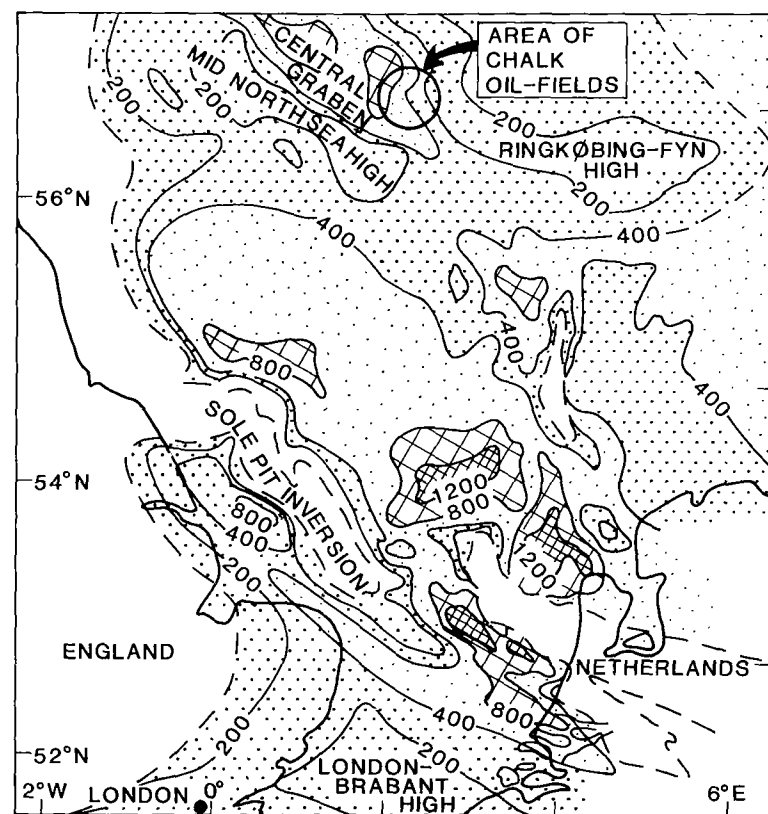 AREA OF
CHALK
OIL-FIELDS
CENTRAL
GRABEN
MID NORTH SEA HIGH
200
200
200
RINGKØBING-FYN
HIGH
200
56°N
400
400
400
400
800
SOLE PIT INVERSION
54°N
1200
800
800
400
1200
200
ENGLAND
NETHERLANDS
800
400
200
200
52°N
LONDON-
BRABANT
HIGH
2°W
LONDON
0°
6°E
?